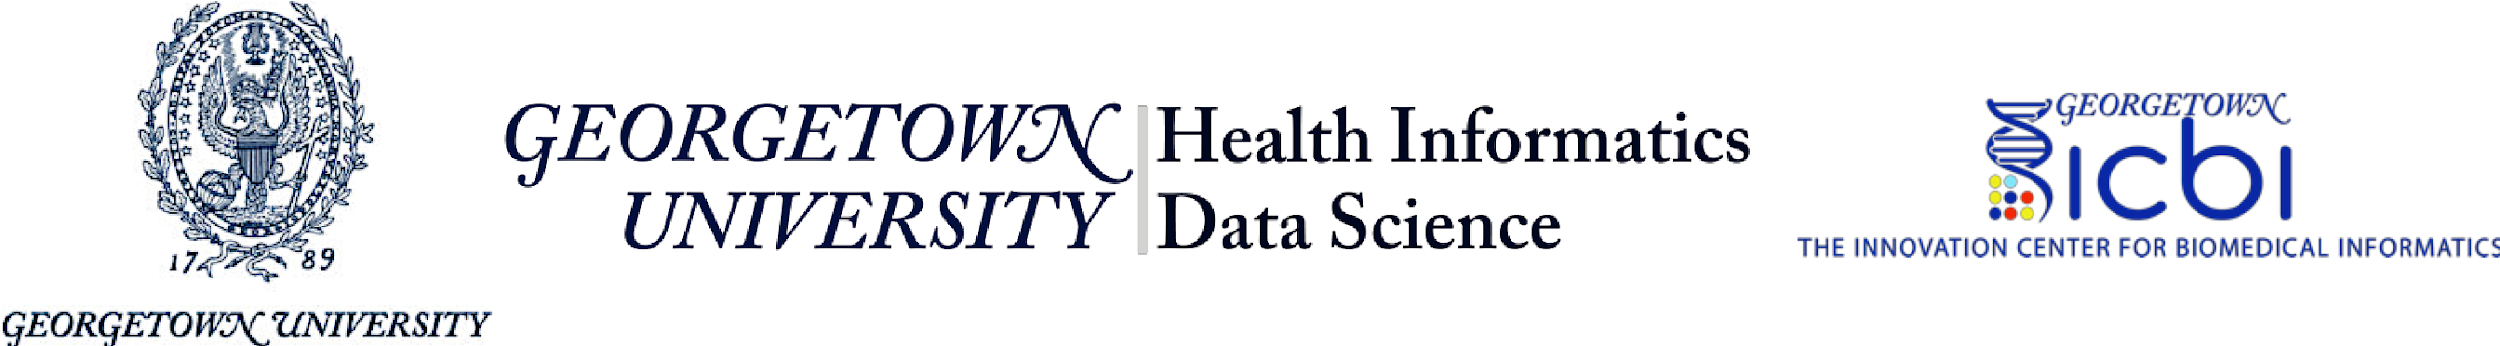 17 89
GEORGETOWN UNIVERSITY
GEORGETOWN
UNIVERSITY
Health Informatics
Data Science
GEORGETOWN
icbi
THE INNOVATION CENTER FOR BIOMEDICAL INFORMATICS